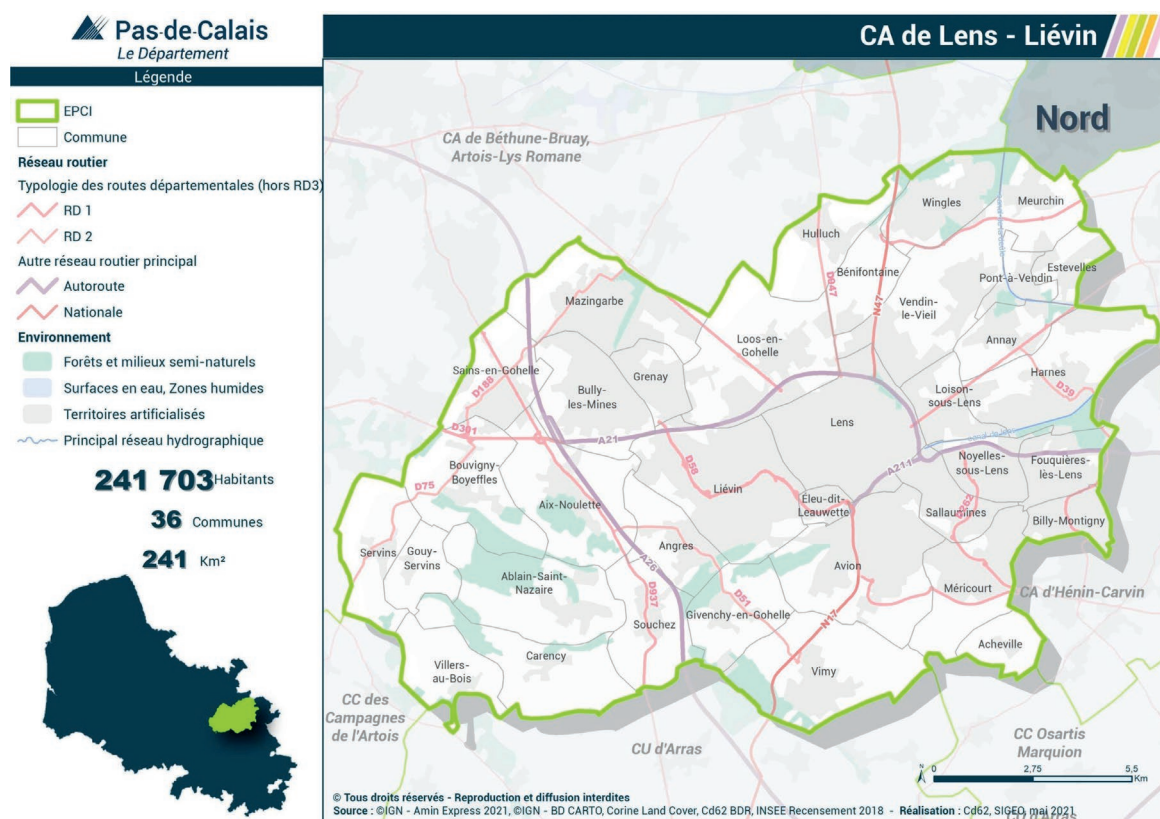 Pas-de-Calais
Le Département
Légende
EPCI
Commune
Réseau routier
Typologie des routes départementales (hors RD3)
RD 1
RD 2
Autre réseau routier principal
Autoroute
Nationale
Environnement
Forêts et milieux semi-naturels
Surfaces en eau, Zones humides
Territoires artificialisés
Principal réseau hydrographique
241 703 Habitants
36 Communes
241 Km²
CA de Lens - Liévin
Nord
CA de Béthune-Bruay,
Artois-Lys Romane
Wingles
Meurchin
Hulluch
Bénifontaine
Estevelles
Pont-à-Vendin
D947
N47
Mazingarbe
Vendin-
le-Vieil
Loos-en-
Gohelle
Annay
Harnes
Sains-en-Gohelle
Grenay
D188
Bully-
les-Mines
Loison-
sous-Lens
D39
Lens
D301
A21
A211
Noyelles-
sous-Lens
Fouquières-
lès-Lens
D58
Bouvigny-
Boyeffles
D75
Liévin
Éleu-dit-
Leauwette
Aix-Noulette
Sallaumines
D262
Billy-Montigny
Servins
Gouy-
Servins
Angres
A26
Avion
Ablain-Saint-
Nazaire
D937
D51
Méricourt
CA d'Hénin-Carvin
Souchez
Givenchy-en-Gohelle
N17
Acheville
Carency
Villers-
au-Bois
Vimy
CC des
Campagnes
de l'Artois
CU d'Arras
CC Osartis
Marquion
N
0 2,75 5,5
Km
© Tous droits réservés - Reproduction et diffusion interdites
Source : ©IGN - Amin Express 2021, ©IGN - BD CARTO, Corine Land Cover, Cd62 BDR, INSEE Recensement 2018 - Réalisation : Cd62, SIGEO, mai 2021
CU d'Arras